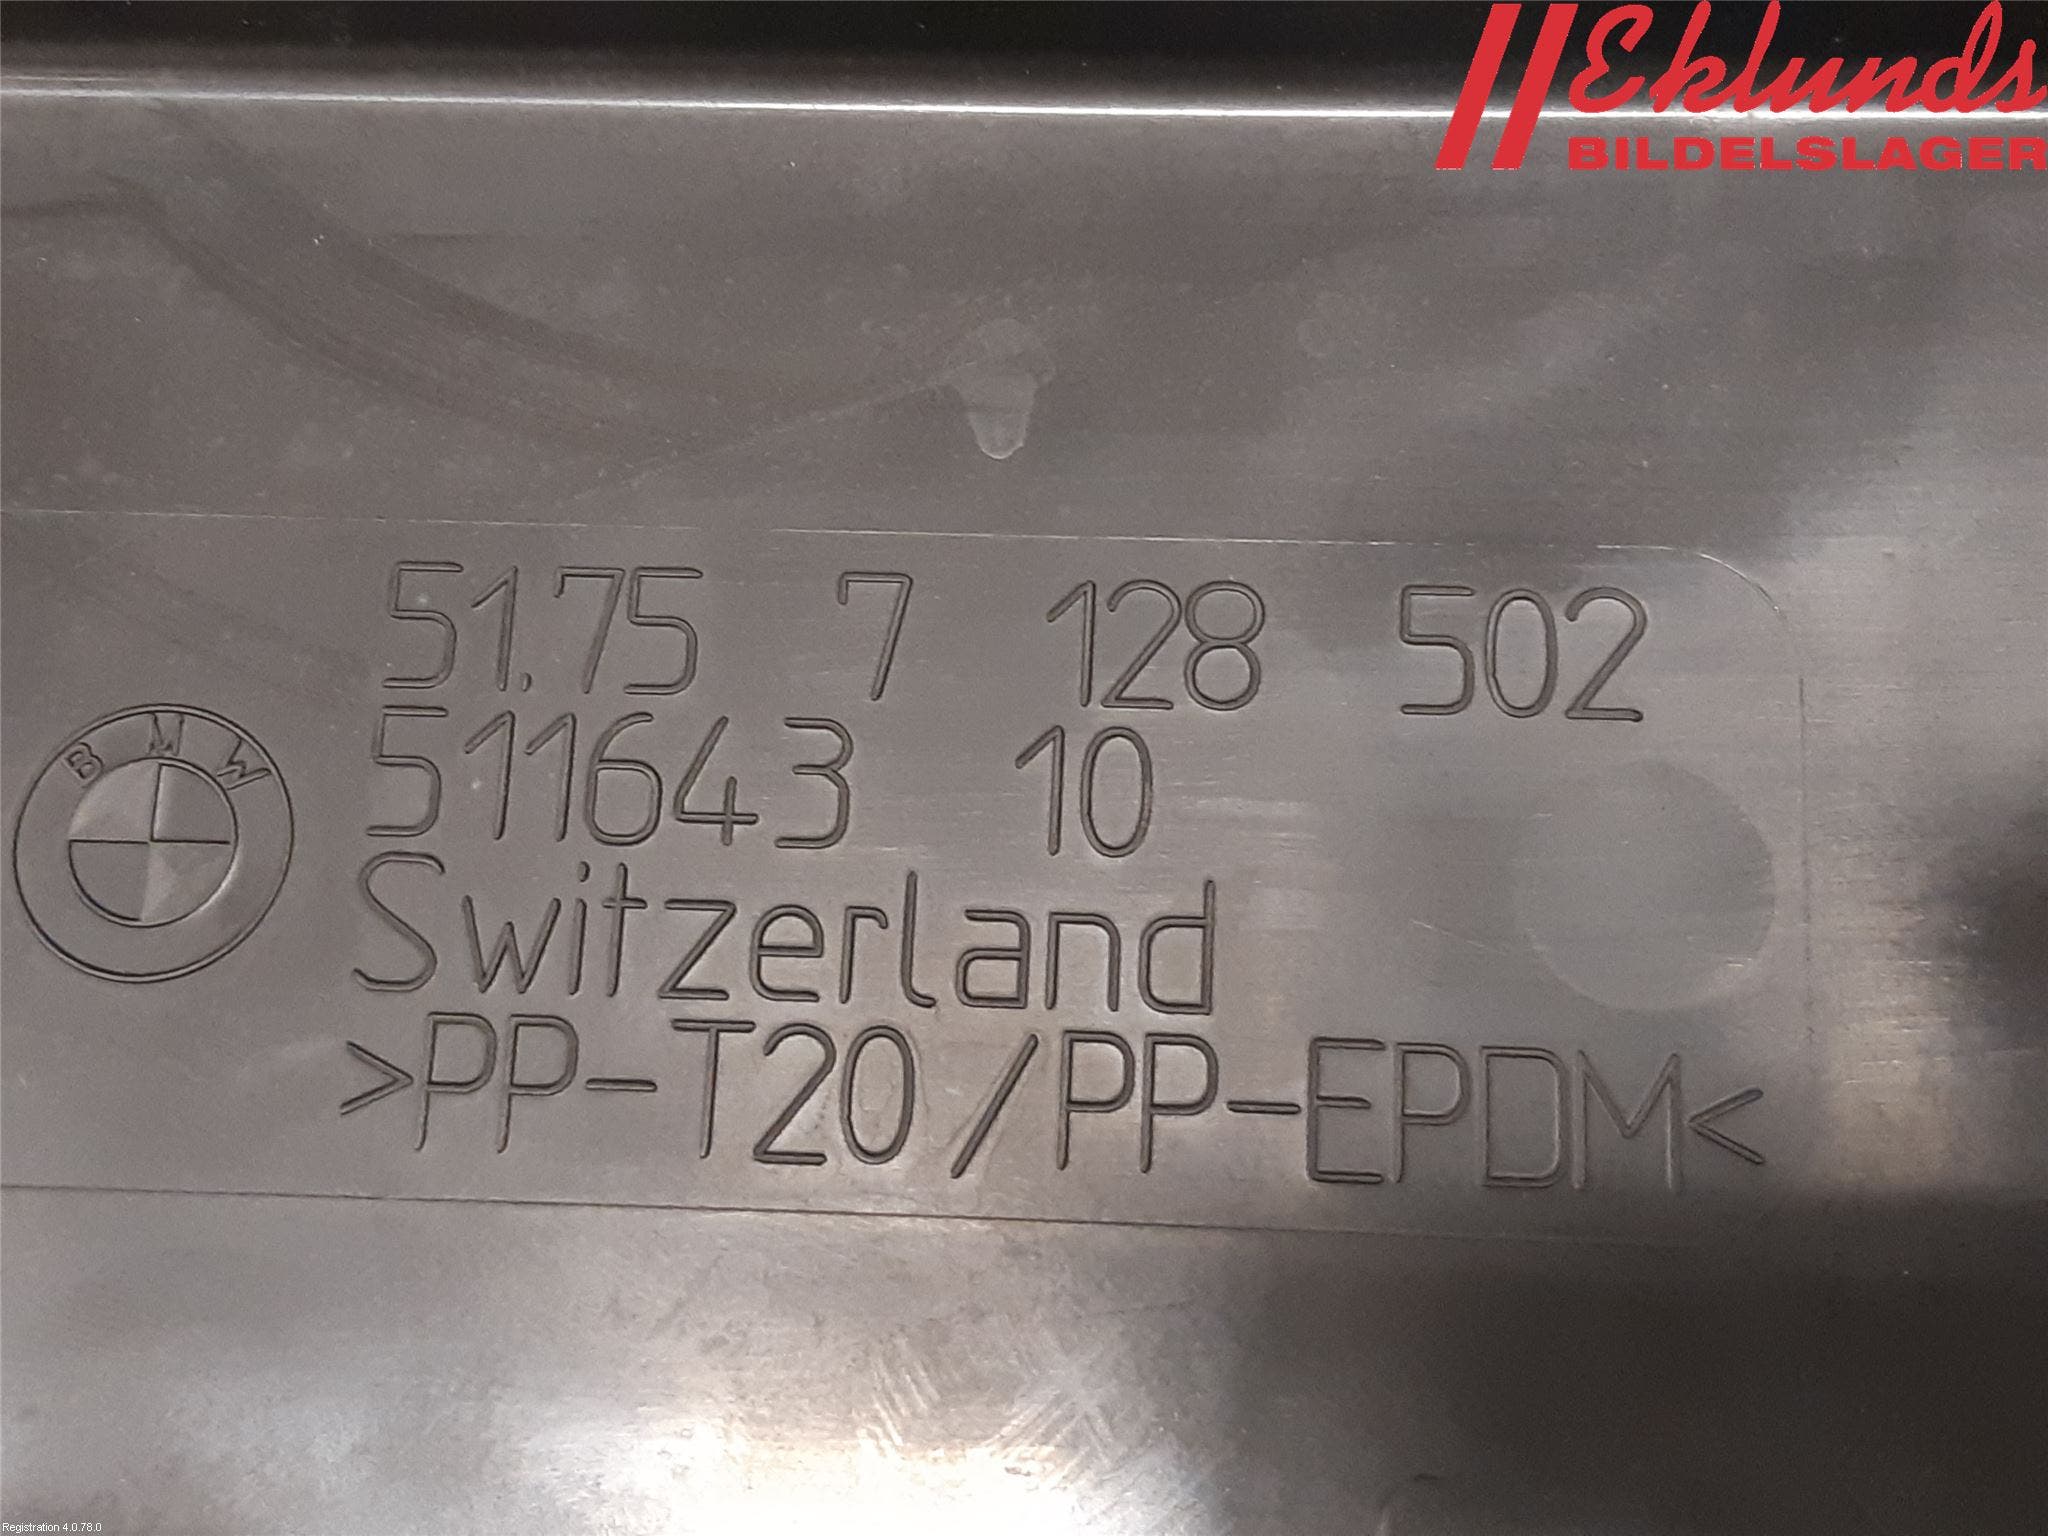 Eklunds
BILDELSLAGER
51.75 7 128 502
511643 10
BMW
Switzerland
>PP-T20/PP-EPDM<
Registration 4.0.78.0